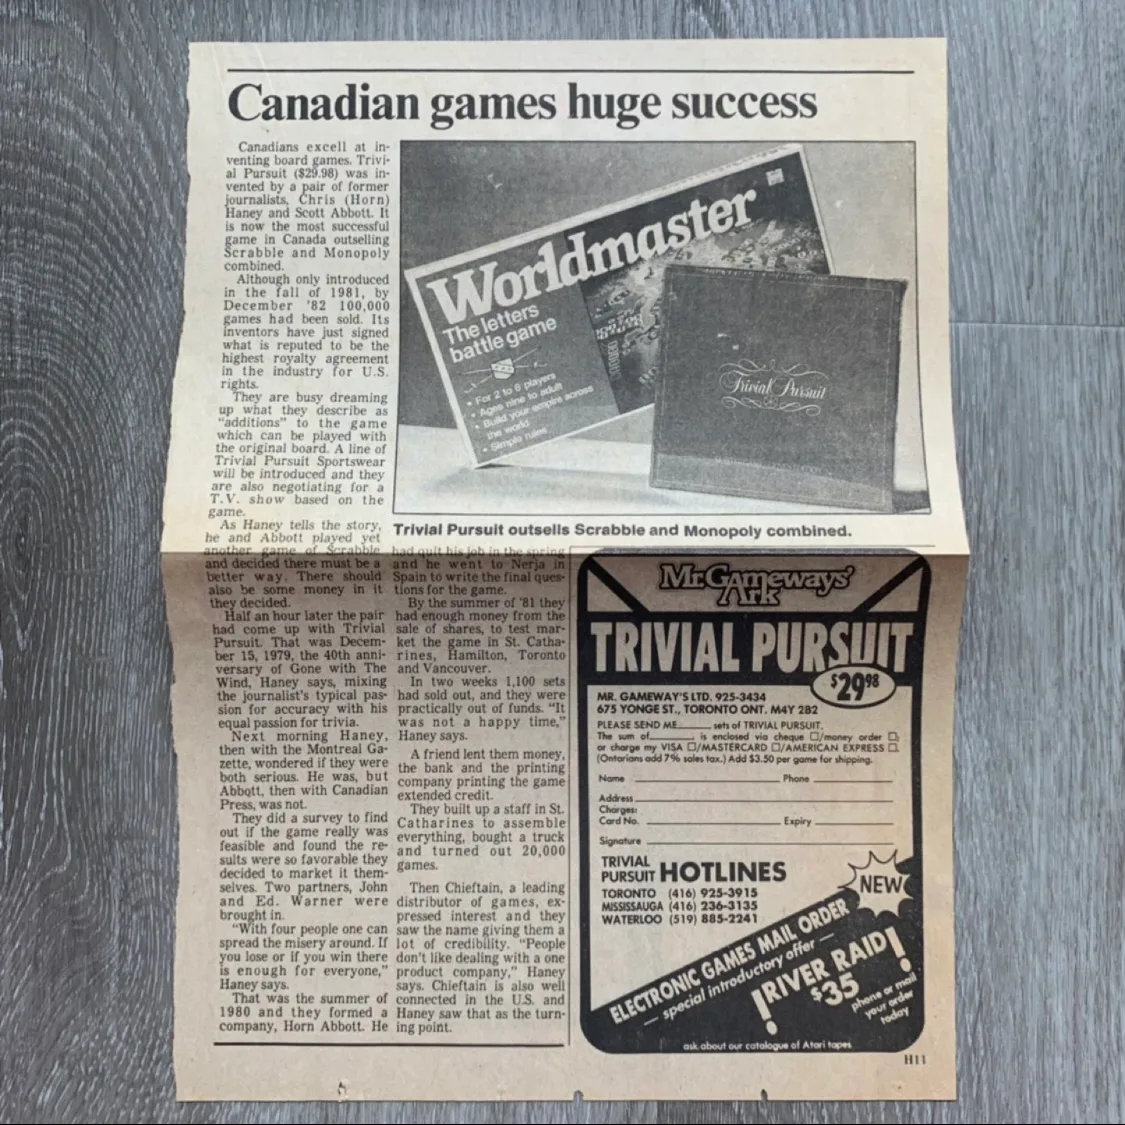 Canadian games huge success
Canadians excell at in-
venting board games. Trivi-
al Pursuit ($29.98) was in-
vented by a pair of former
journalists, Chris (Horn)
Haney and Scott Abbott. It
is now the most successful
game in Canada outselling
Scrabble and Monopoly
combined.
Although only introduced
in the fall of 1981, by
December '82 100,000
games had been sold. Its
inventors have just signed
what is reputed to be the
highest royalty agreement
in the industry for U.S.
rights.
They are busy dreaming
up what they describe as
"additions" to the game
which can be played with
the original board. A line of
Trivial Pursuit Sportswear
will be introduced and they
are also negotiating for a
T.V. show based on the
game.
As Haney tells the story,
he and Abbott played yet
another game of Scrabble
and decided there must be a
better way. There should
also be some money in it
they decided.
Half an hour later the pair
had come up with Trivial
Pursuit. That was Decem-
ber 15, 1979, the 40th anni-
versary of Gone with The
Wind, Haney says, mixing
the journalist's typical pas-
sion for accuracy with his
equal passion for trivia.
Next morning Haney,
then with the Montreal Ga-
zette, wondered if they were
both serious. He was, but
Abbott, then with Canadian
Press, was not.
They did a survey to find
out if the game really was
feasible and found the re-
sults were so favorable they
decided to market it them-
selves. Two partners, John
and Ed. Warner were
brought in.
"With four people one can
spread the misery around. If
you lose or if you win there
is enough for everyone,"
Haney says.
That was the summer of
1980 and they formed a
company, Horn Abbott. He
had quit his job in the spring
and he went to Nerja in
Spain to write the final ques-
tions for the game.
By the summer of '81 they
had enough money from the
sale of shares, to test mar-
ket the game in St. Catha-
rines, Hamilton, Toronto
and Vancouver.
In two weeks 1,100 sets
had sold out, and they were
practically out of funds. "It
was not a happy time,"
Haney says.
A friend lent them money,
the bank and the printing
company printing the game
extended credit.
They built up a staff in St.
Catharines to assemble
everything, bought a truck
and turned out 20,000
games.
Then Chieftain, a leading
distributor of games, ex-
pressed interest and they
saw the name giving them a
lot of credibility. "People
don't like dealing with a one
product company," Haney
says. Chieftain is also well
connected in the U.S. and
Haney saw that as the turn-
ing point.
Worldmaster
The letters
battle game
• For 2 to 6 players
• Ages nine to adult
• Build your empire across
the world
• Simple rules
Trivial Pursuit
Trivial Pursuit outsells Scrabble and Monopoly combined.
Mr. Gameways'
Ark
TRIVIAL PURSUIT
$29.98
MR. GAMEWAY'S LTD. 925-3434
675 YONGE ST., TORONTO ONT. M4Y 2B2
PLEASE SEND ME sets of TRIVIAL PURSUIT.
The sum of is enclosed via cheque □/money order □,
or charge my VISA □/MASTERCARD □/AMERICAN EXPRESS □.
(Ontarians add 7% sales tax.) Add $3.50 per game for shipping.
Name Phone
Address
Charges:
Card No. Expiry
Signature
TRIVIAL
PURSUIT HOTLINES
TORONTO (416) 925-3915
MISSISSAUGA (416) 236-3135
WATERLOO (519) 885-2241
NEW
ELECTRONIC GAMES MAIL ORDER
— special introductory offer —
!RIVER RAID!
$35
phone or mail
your order
today
ask about our catalogue of Atari tapes
H11